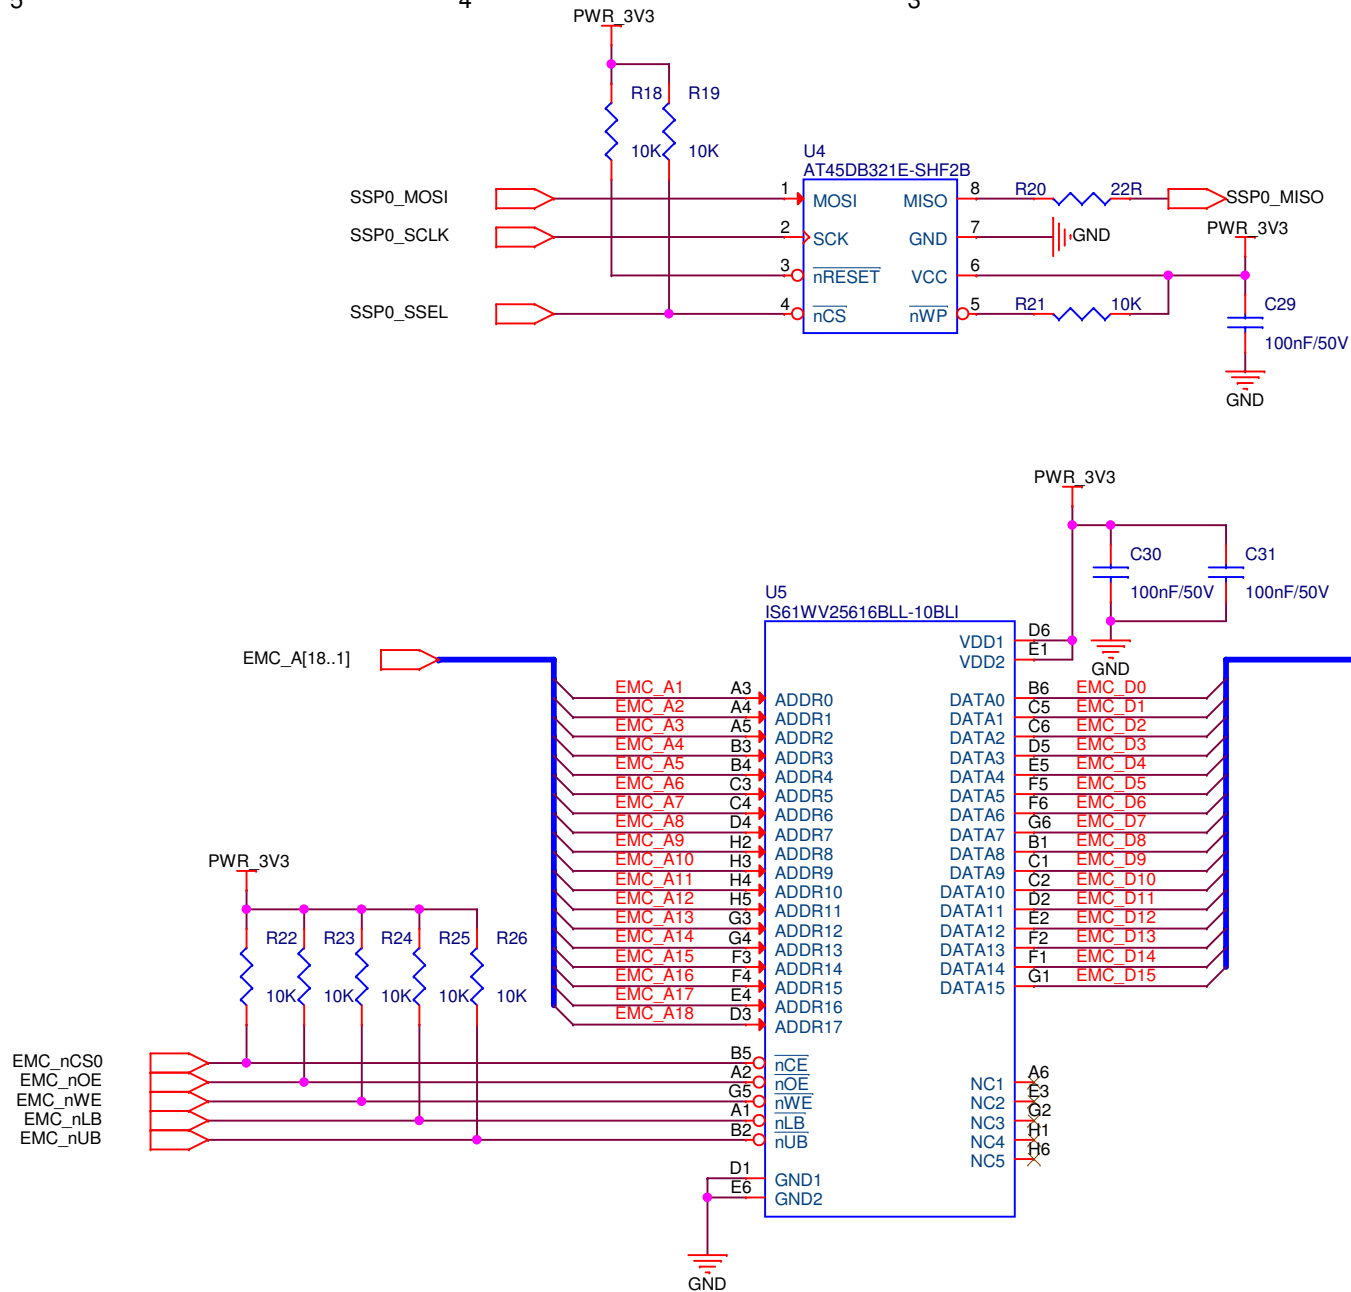 5 4 3
PWR_3V3
R18 R19
10K 10K
U4
AT45DB321E-SHF2B
SSP0_MOSI 1 MOSI MISO 8 R20 22R SSP0_MISO
SSP0_SCLK 2 SCK GND 7 GND PWR_3V3
3 nRESET VCC 6
SSP0_SSEL 4 nCS nWP 5 R21 10K C29
100nF/50V
GND
PWR_3V3
C30 C31
100nF/50V 100nF/50V
U5
IS61WV25616BLL-10BLI
VDD1 D6
EMC_A[18..1] VDD2 E1
GND
EMC_A1 A3 ADDR0 DATA0 B6 EMC_D0
EMC_A2 A4 ADDR1 DATA1 C5 EMC_D1
EMC_A3 A5 ADDR2 DATA2 C6 EMC_D2
EMC_A4 B3 ADDR3 DATA3 D5 EMC_D3
EMC_A5 B4 ADDR4 DATA4 E5 EMC_D4
EMC_A6 C3 ADDR5 DATA5 F5 EMC_D5
EMC_A7 C4 ADDR6 DATA6 F6 EMC_D6
EMC_A8 D4 ADDR7 DATA7 G6 EMC_D7
EMC_A9 H2 ADDR8 DATA8 B1 EMC_D8
EMC_A10 H3 ADDR9 DATA9 C1 EMC_D9
EMC_A11 H4 ADDR10 DATA10 C2 EMC_D10
EMC_A12 H5 ADDR11 DATA11 D2 EMC_D11
EMC_A13 G3 ADDR12 DATA12 E2 EMC_D12
EMC_A14 G4 ADDR13 DATA13 F2 EMC_D13
EMC_A15 F3 ADDR14 DATA14 F1 EMC_D14
EMC_A16 F4 ADDR15 DATA15 G1 EMC_D15
EMC_A17 E4 ADDR16
EMC_A18 D3 ADDR17
PWR_3V3
R22 R23 R24 R25 R26
10K 10K 10K 10K 10K
EMC_nCS0 B5 nCE
EMC_nOE A2 nOE NC1 A6
EMC_nWE G5 nWE NC2 E3
EMC_nLB A1 nLB NC3 G2
EMC_nUB B2 nUB NC4 H1
NC5 H6
D1 GND1
E6 GND2
GND